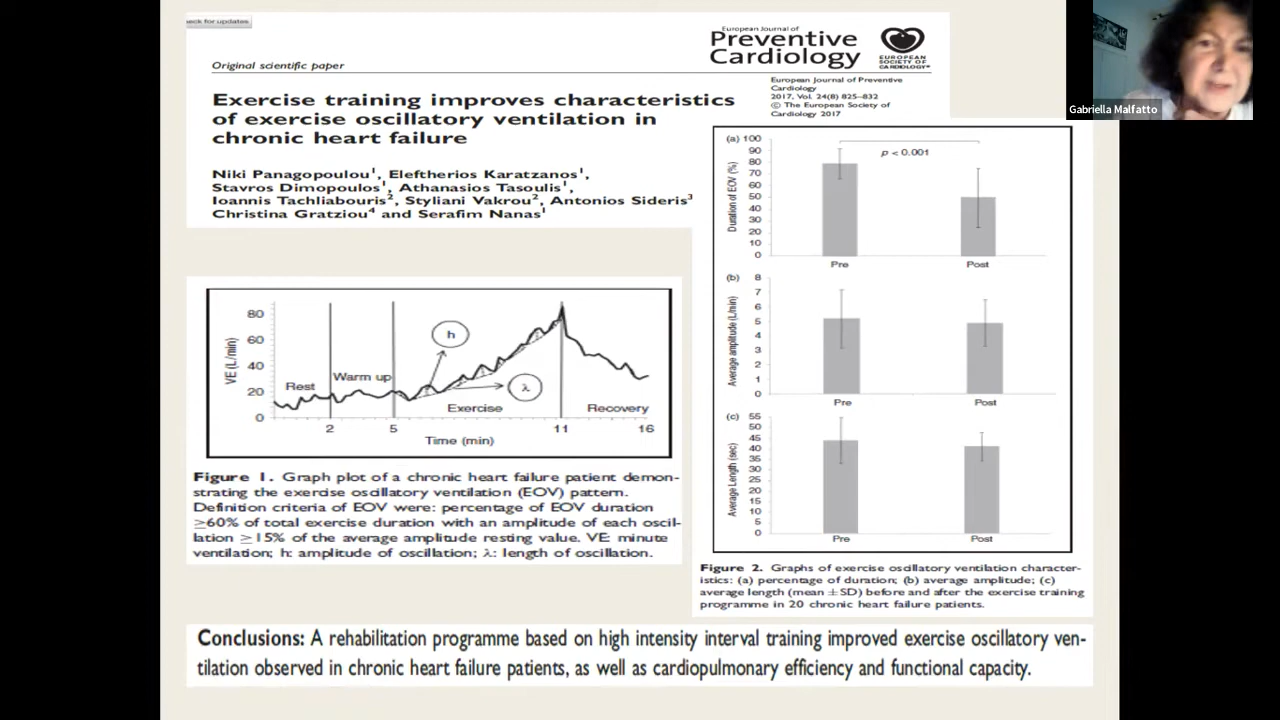 eck for updates
Original scientific paper
European Journal of
Preventive
Cardiology
EUROPEAN
SOCIETY OF
CARDIOLOGY®
European Journal of Preventive
Cardiology
2017, Vol. 24(8) 825–832
© The European Society of
Cardiology 2017
Exercise training improves characteristics
of exercise oscillatory ventilation in
chronic heart failure
Niki Panagopoulou1, Eleftherios Karatzanos1,
Stavros Dimopoulos1, Athanasios Tasoulis1,
Ioannis Tachliabouris2, Styliani Vakrou2, Antonios Sideris3
Christina Gratziou4 and Serafim Nanas1
Gabriella Malfatto
VE (L/min)
80
60
40
20
0
Rest
Warm up
h
λ
Exercise
Recovery
2 5 11 16
Time (min)
Figure 1. Graph plot of a chronic heart failure patient demon-
strating the exercise oscillatory ventilation (EOV) pattern.
Definition criteria of EOV were: percentage of EOV duration
≥60% of total exercise duration with an amplitude of each oscil-
lation ≥15% of the average amplitude resting value. VE: minute
ventilation; h: amplitude of oscillation; λ: length of oscillation.
(a) 100
90
80
70
60
50
40
30
20
10
0
Duration of EOV (%)
p < 0.001
Pre Post
(b) 8
7
6
5
4
3
2
1
0
Average amplitude (L/min)
Pre Post
(c) 55
50
45
40
35
30
25
20
15
10
5
0
Average Length (sec)
Pre Post
Figure 2. Graphs of exercise oscillatory ventilation character-
istics: (a) percentage of duration; (b) average amplitude; (c)
average length (mean ±SD) before and after the exercise training
programme in 20 chronic heart failure patients.
Conclusions: A rehabilitation programme based on high intensity interval training improved exercise oscillatory ven-
tilation observed in chronic heart failure patients, as well as cardiopulmonary efficiency and functional capacity.